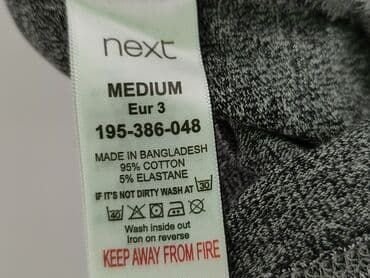 next
MEDIUM
Eur 3
195-386-048
MADE IN BANGLADESH
95% COTTON
5% ELASTANE
IF IT'S NOT DIRTY WASH AT 30
40
Wash inside out
iron on reverse
KEEP AWAY FROM FIRE